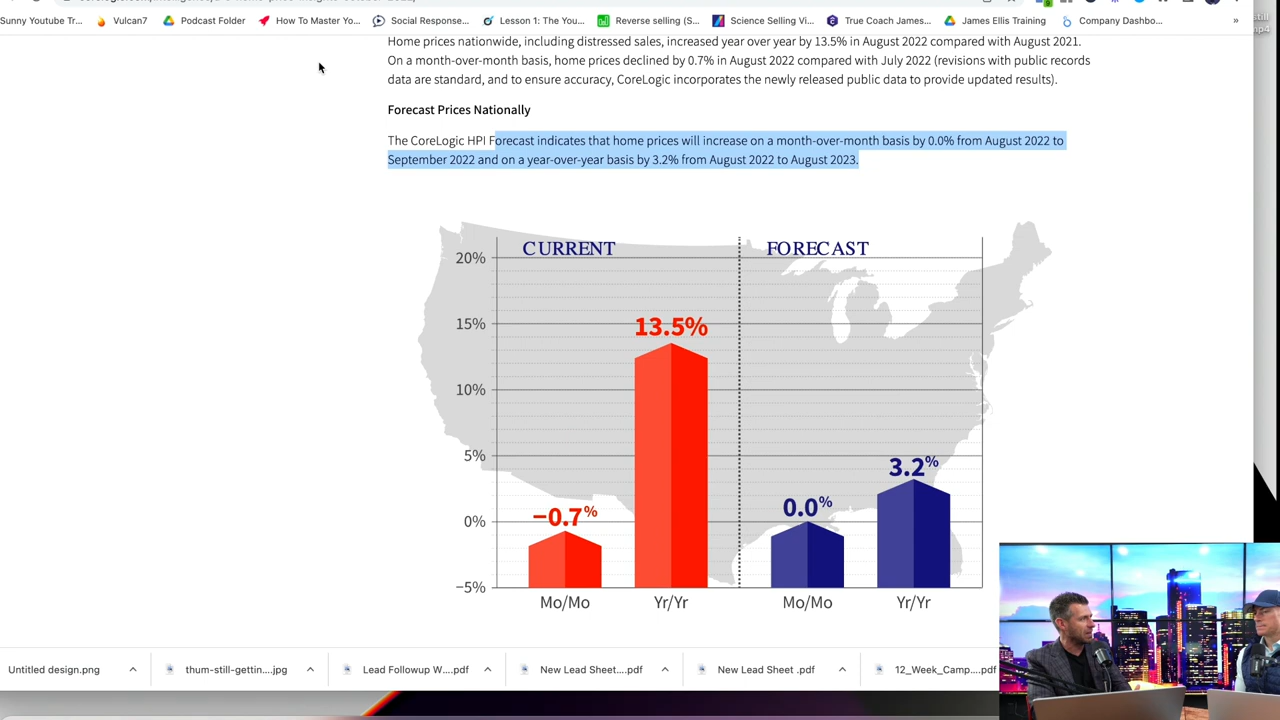 Sunny Youtube Tr...
Vulcan7
Podcast Folder
How To Master Yo...
Social Response...
Lesson 1: The You...
Reverse selling (S...
Science Selling Vi...
True Coach James...
James Ellis Training
Company Dashbo...
»
Home prices nationwide, including distressed sales, increased year over year by 13.5% in August 2022 compared with August 2021.
On a month-over-month basis, home prices declined by 0.7% in August 2022 compared with July 2022 (revisions with public records
data are standard, and to ensure accuracy, CoreLogic incorporates the newly released public data to provide updated results).
Forecast Prices Nationally
The CoreLogic HPI Forecast indicates that home prices will increase on a month-over-month basis by 0.0% from August 2022 to
September 2022 and on a year-over-year basis by 3.2% from August 2022 to August 2023.
CURRENT
FORECAST
20%
15%
10%
5%
0%
−5%
−0.7%
13.5%
0.0%
3.2%
Mo/Mo
Yr/Yr
Mo/Mo
Yr/Yr
Untitled design.png
thum-still-gettin....jpg
Lead Followup W....pdf
New Lead Sheet....pdf
New Lead Sheet .pdf
12_Week_Camp....pdf